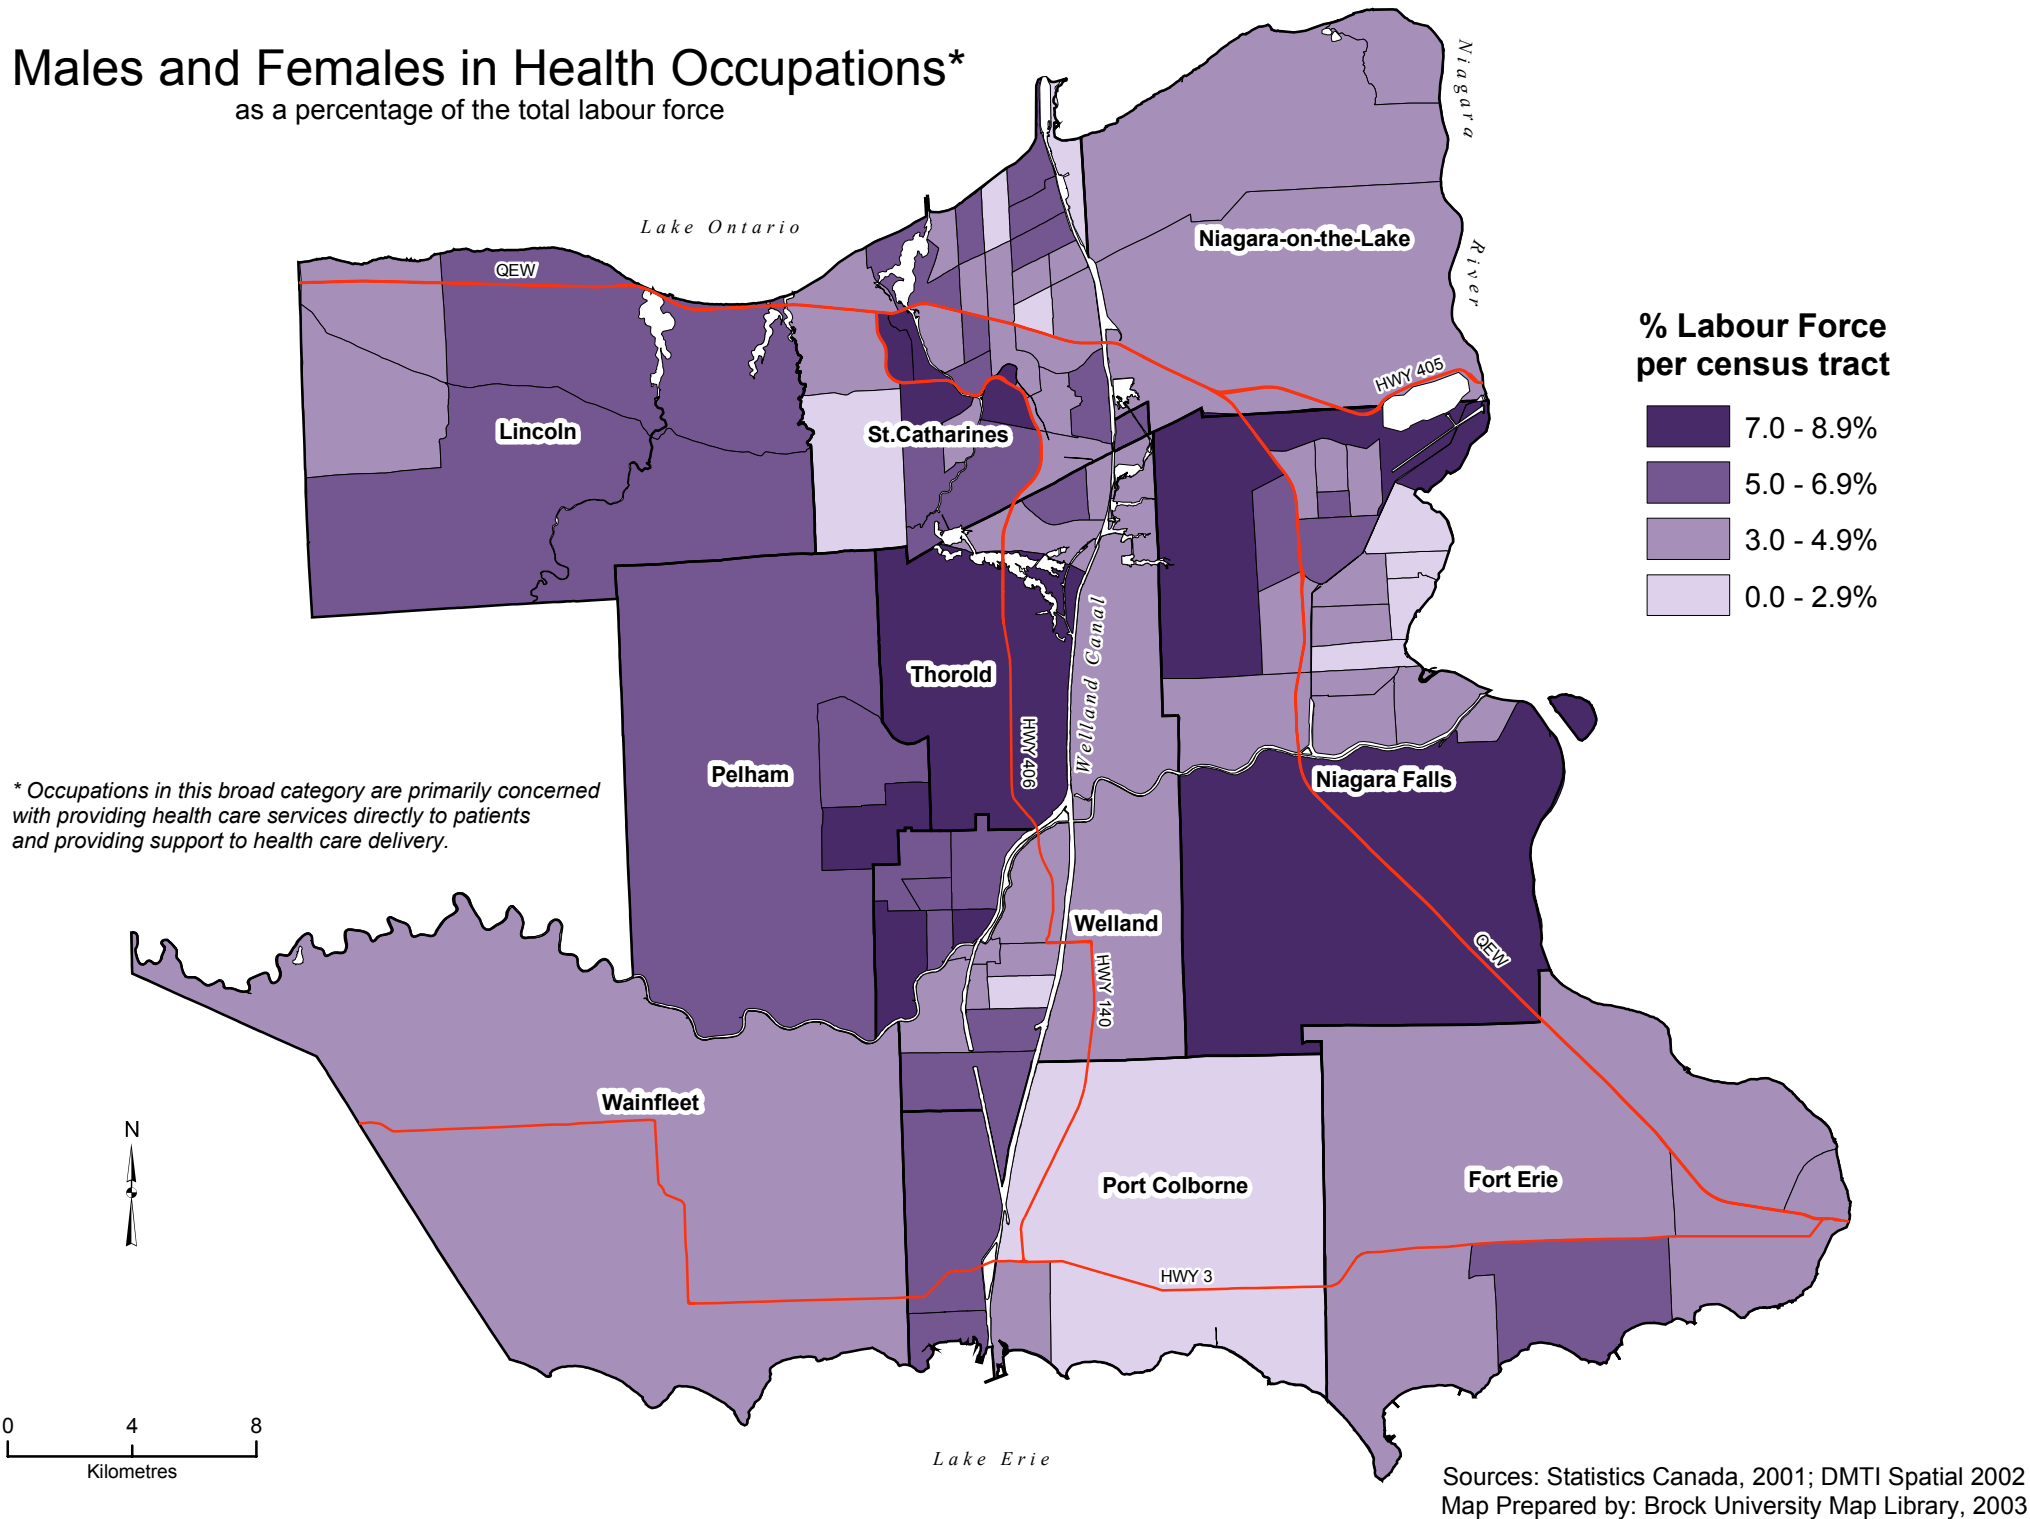 Males and Females in Health Occupations*
as a percentage of the total labour force
Niagara
River
Lake Ontario
QEW
Niagara-on-the-Lake
HWY 405
Lincoln
St.Catharines
% Labour Force
per census tract
7.0 - 8.9%
5.0 - 6.9%
3.0 - 4.9%
0.0 - 2.9%
Thorold
Welland Canal
HWY 406
Pelham
Niagara Falls
* Occupations in this broad category are primarily concerned
with providing health care services directly to patients
and providing support to health care delivery.
Welland
QEW
HWY 140
Wainfleet
N
Port Colborne
Fort Erie
HWY 3
0 4 8
Kilometres
Lake Erie
Sources: Statistics Canada, 2001; DMTI Spatial 2002
Map Prepared by: Brock University Map Library, 2003